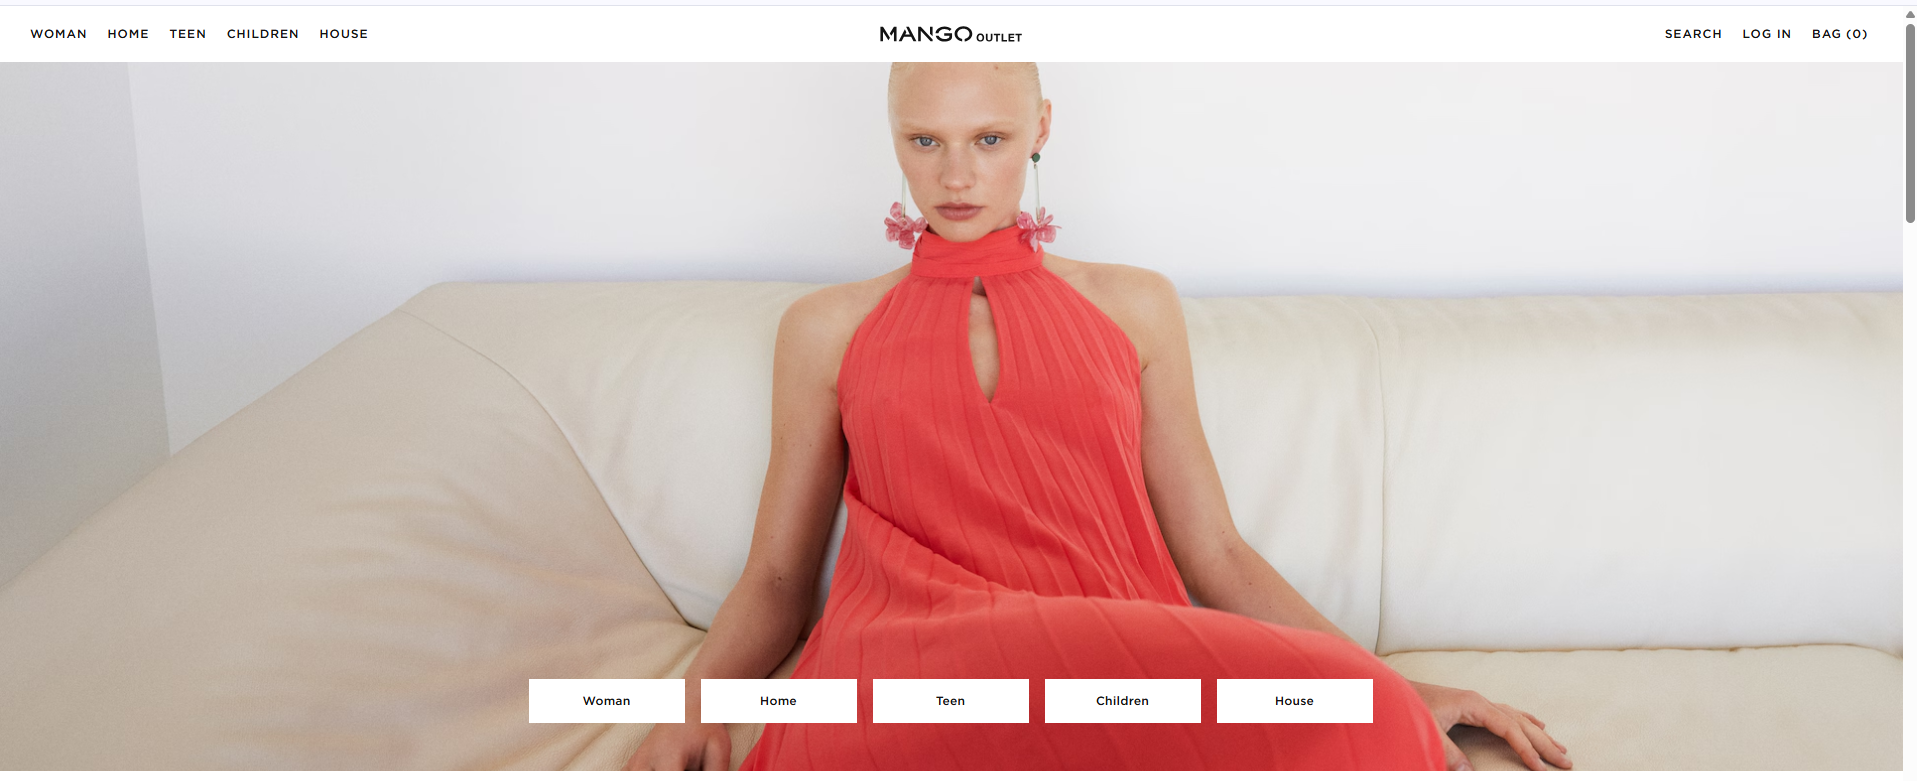 WOMAN HOME TEEN CHILDREN HOUSE MANGO OUTLET SEARCH LOG IN BAG (0)
Woman Home Teen Children House